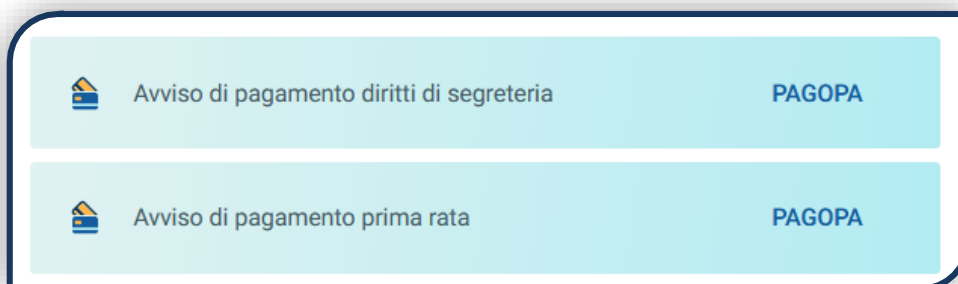 Avviso di pagamento diritti di segreteria PAGOPA
Avviso di pagamento prima rata PAGOPA